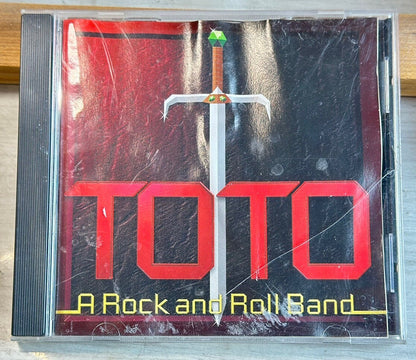 TOTO
A Rock and Roll Band